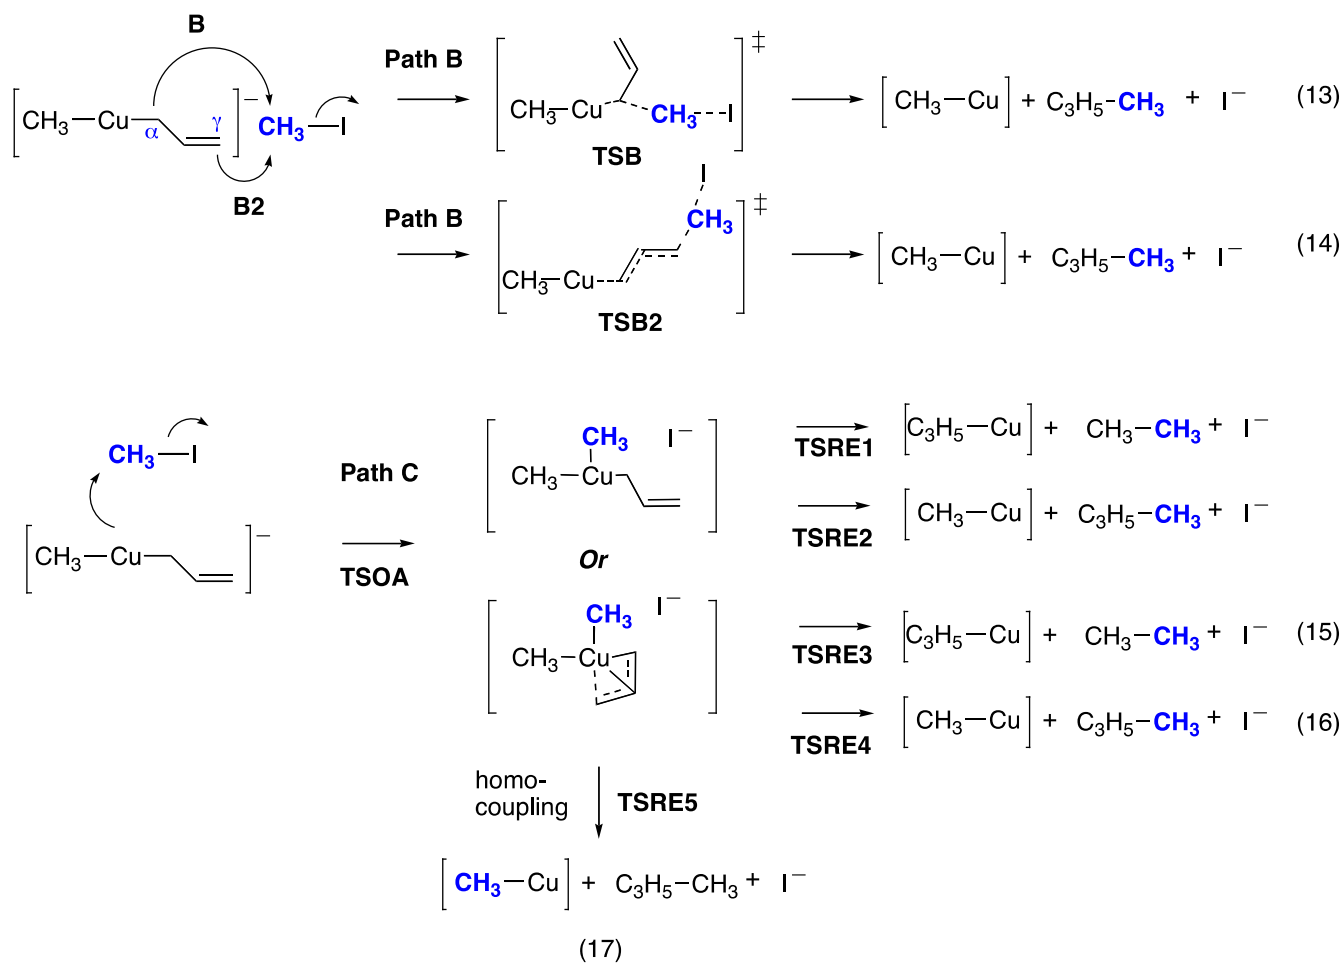 B
[CH₃—Cu α γ]⁻ CH₃—I
B2
Path B
[CH₃—Cu CH₃---I]‡
TSB
[CH₃—Cu] + C₃H₅—CH₃ + I⁻ (13)
Path B
[CH₃—Cu CH₃ I]‡
TSB2
[CH₃—Cu] + C₃H₅—CH₃ + I⁻ (14)
CH₃—I
[CH₃—Cu]⁻
Path C
TSOA
[CH₃ CH₃—Cu I⁻]
Or
[CH₃ CH₃—Cu I⁻]
TSRE1
[C₃H₅—Cu] + CH₃—CH₃ + I⁻
TSRE2
[CH₃—Cu] + C₃H₅—CH₃ + I⁻
TSRE3
[C₃H₅—Cu] + CH₃—CH₃ + I⁻ (15)
TSRE4
[CH₃—Cu] + C₃H₅—CH₃ + I⁻ (16)
homo-
coupling
TSRE5
[CH₃—Cu] + C₃H₅—CH₃ + I⁻
(17)